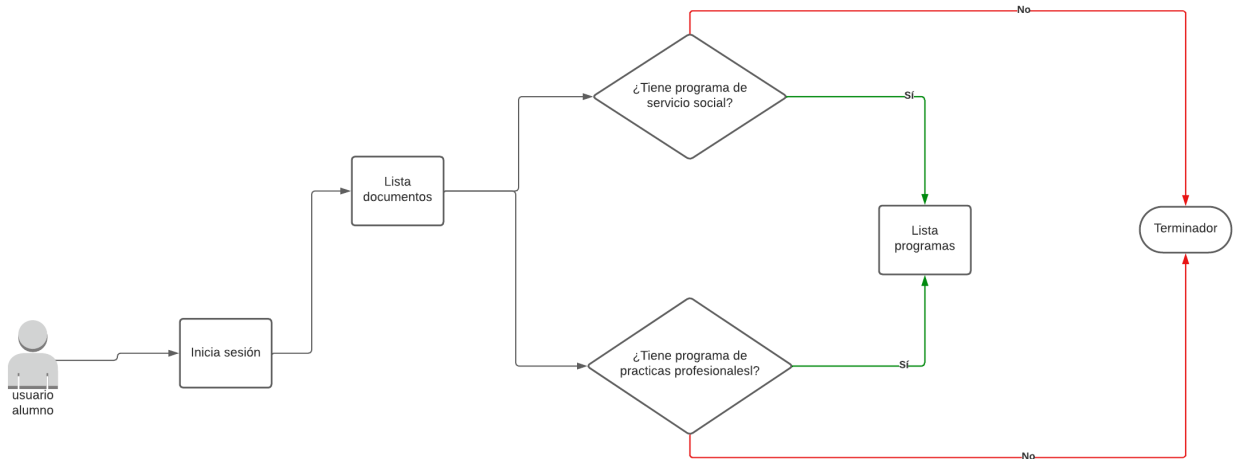 No
¿Tiene programa de
servicio social?
Sí
Lista
documentos
Lista
programas
Terminador
Inicia sesión
¿Tiene programa de
practicas profesionalesl?
Sí
usuario
alumno
No